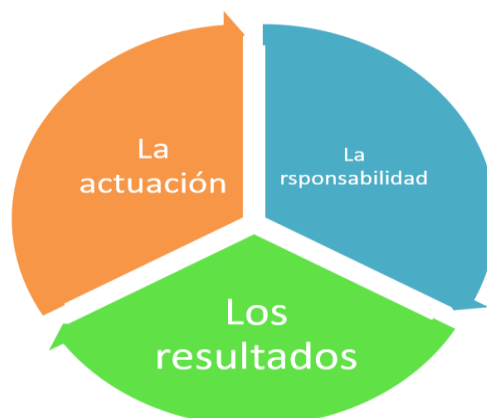 La
actuación
La
rsponsabilidad
Los
resultados